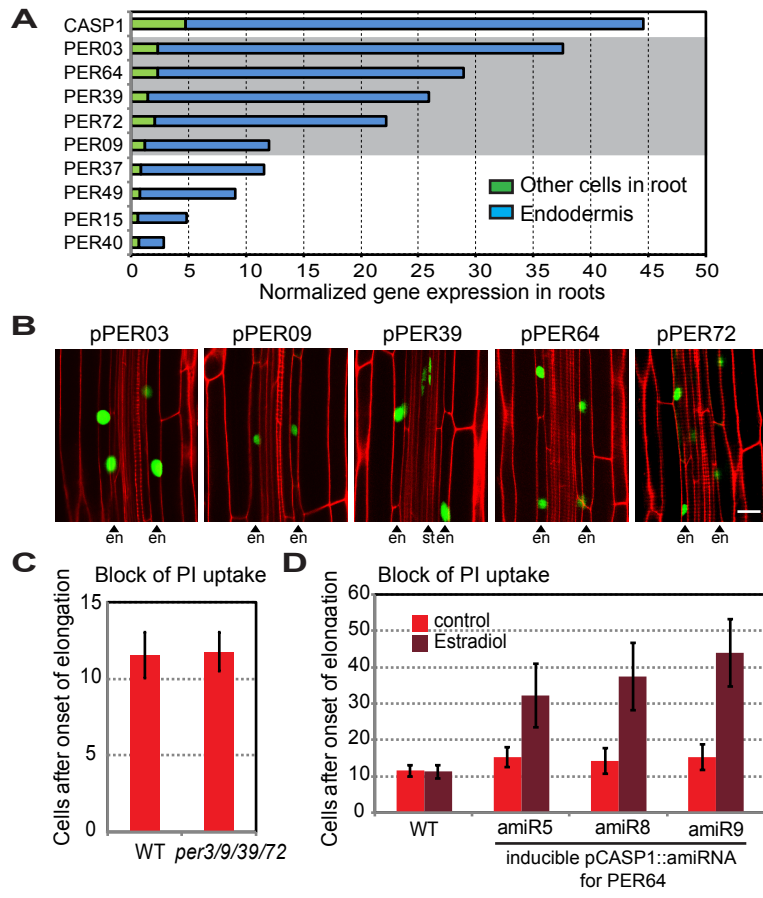 A
CASP1
PER03
PER64
PER39
PER72
PER09
PER37
PER49
PER15
PER40
Other cells in root
Endodermis
0 5 10 15 20 25 30 35 40 45 50
Normalized gene expression in roots
B
pPER03 pPER09 pPER39 pPER64 pPER72
en en en en en st en en en en en
C
Block of PI uptake
Cells after onset of elongation
15
10
5
0
WT per3/9/39/72
D
Block of PI uptake
Cells after onset of elongation
60
50
40
30
20
10
0
control
Estradiol
WT amiR5 amiR8 amiR9
inducible pCASP1::amiRNA
for PER64